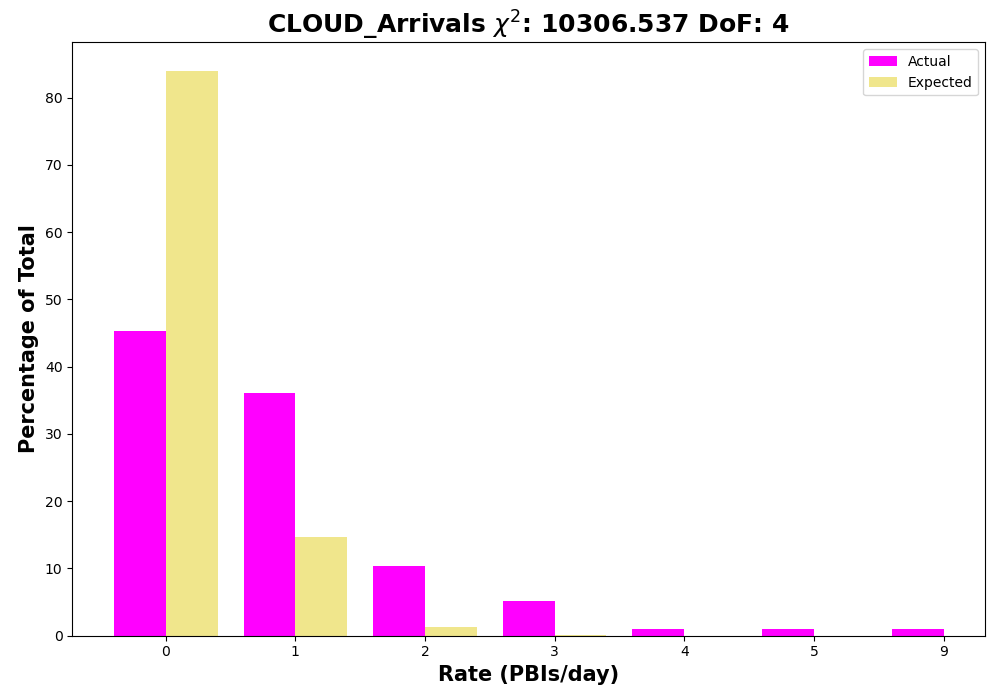 CLOUD_Arrivals χ²: 10306.537 DoF: 4
Actual
Expected
Percentage of Total
80
70
60
50
40
30
20
10
0
0 1 2 3 4 5 9
Rate (PBIs/day)